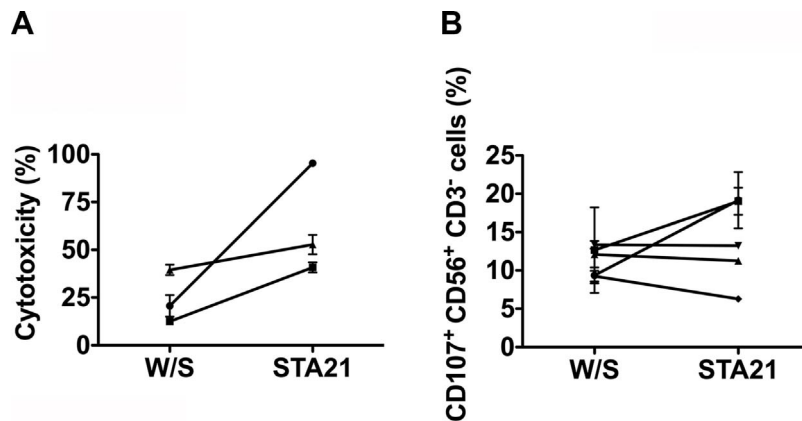 A
Cytotoxicity (%)
100
75
50
25
0
W/S
STA21
B
CD107⁺ CD56⁺ CD3⁻ cells (%)
25
20
15
10
5
0
W/S
STA21